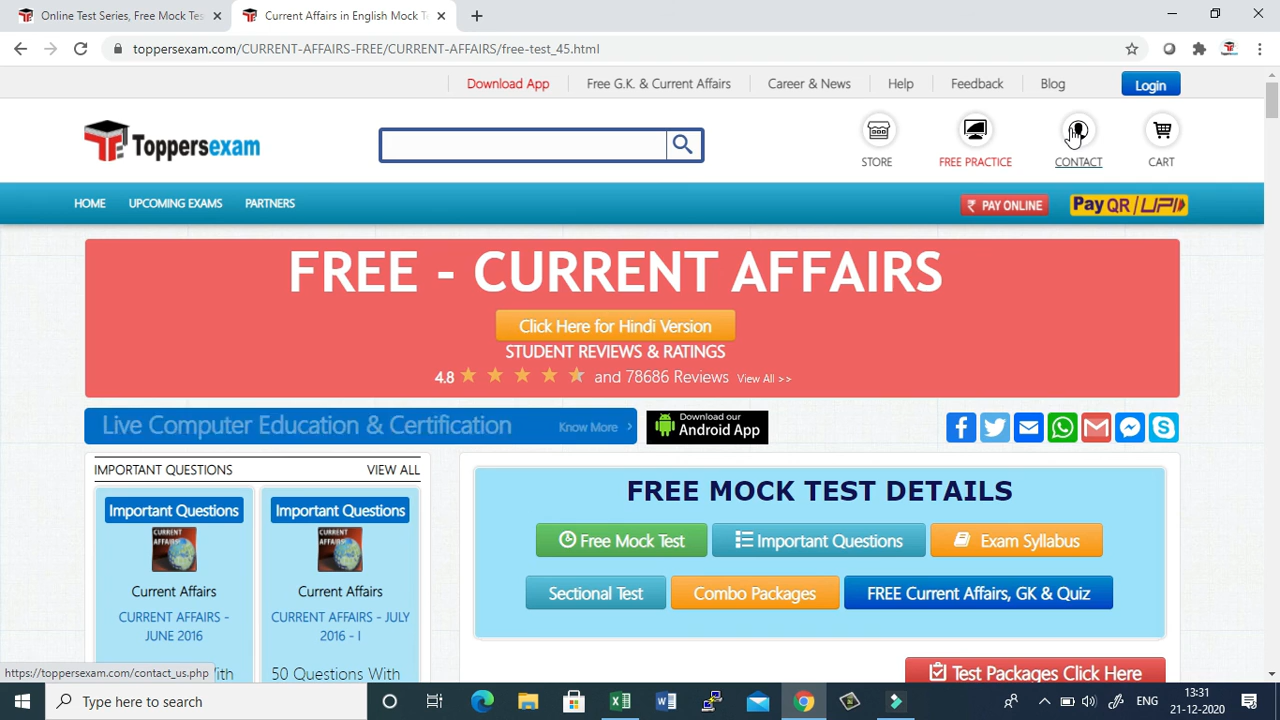 Online Test Series, Free Mock Tes
Current Affairs in English Mock T
toppersexam.com/CURRENT-AFFAIRS-FREE/CURRENT-AFFAIRS/free-test_45.html
Download App
Free G.K. & Current Affairs
Career & News
Help
Feedback
Blog
Login
Toppersexam
STORE
FREE PRACTICE
CONTACT
CART
HOME
UPCOMING EXAMS
PARTNERS
₹ PAY ONLINE
Pay QR/UPI
FREE - CURRENT AFFAIRS
Click Here for Hindi Version
STUDENT REVIEWS & RATINGS
4.8 and 78686 Reviews View All >>
Live Computer Education & Certification
Know More
Download our
Android App
IMPORTANT QUESTIONS
VIEW ALL
Important Questions
CURRENT
AFFAIRS
Current Affairs
CURRENT AFFAIRS -
JUNE 2016
Important Questions
CURRENT
AFFAIRS
Current Affairs
CURRENT AFFAIRS - JULY
2016 - I
50 Questions With
FREE MOCK TEST DETAILS
Free Mock Test
Important Questions
Exam Syllabus
Sectional Test
Combo Packages
FREE Current Affairs, GK & Quiz
Test Packages Click Here
https://toppersexam.com/contact_us.php
With
Type here to search
ENG
13:31
21-12-2020